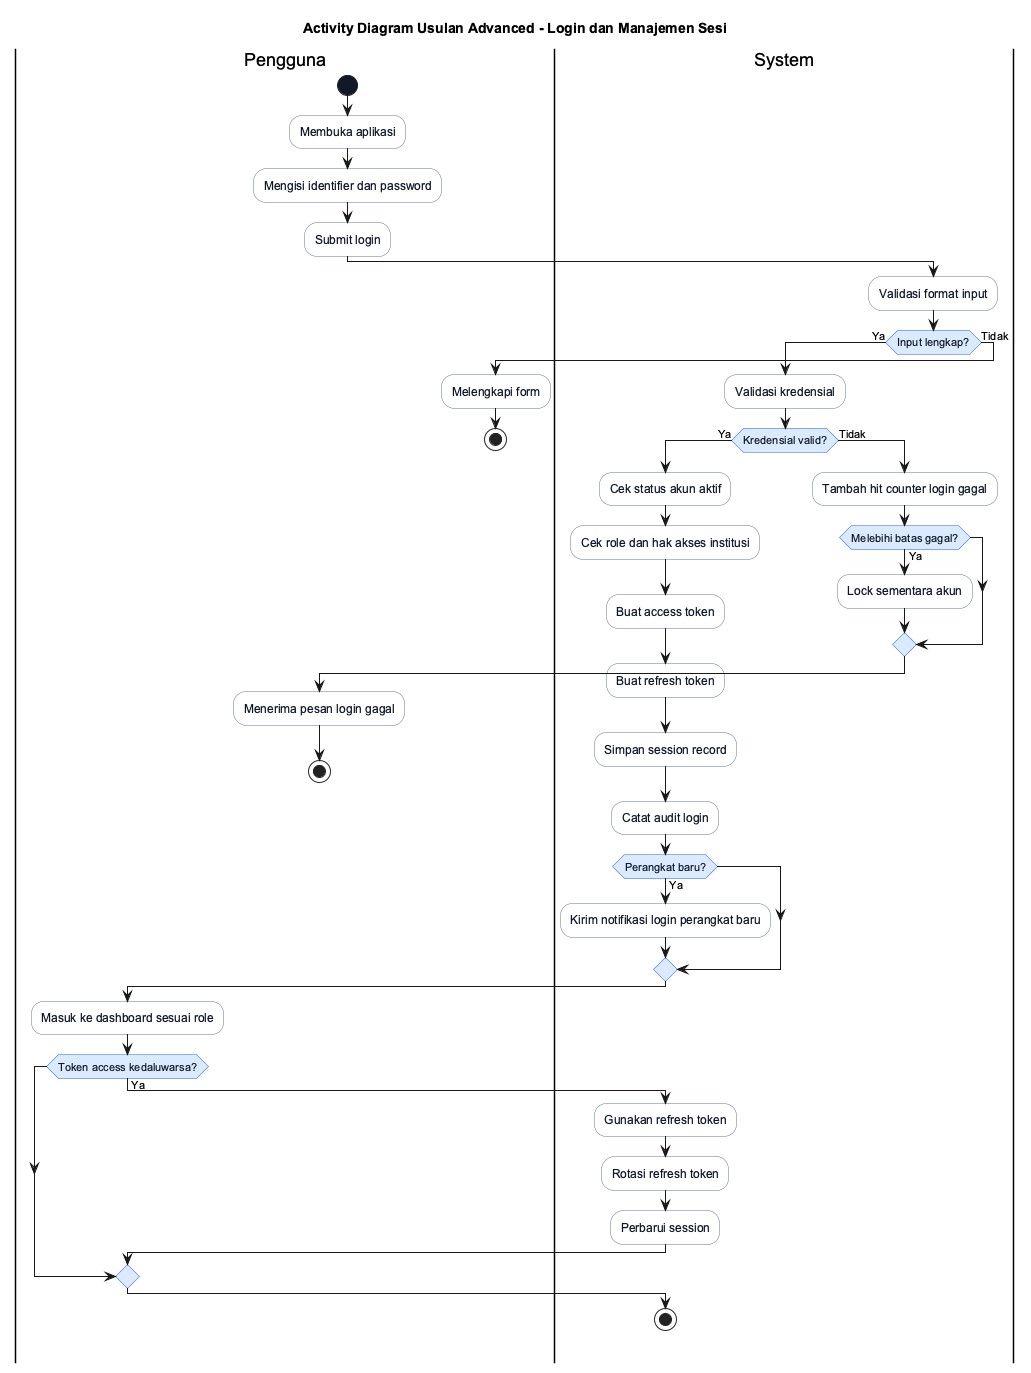 Activity Diagram Usulan Advanced - Login dan Manajemen Sesi
Pengguna
System
Membuka aplikasi
Mengisi identifier dan password
Submit login
Validasi format input
Ya
Input lengkap?
Tidak
Melengkapi form
Validasi kredensial
Ya
Kredensial valid?
Tidak
Cek status akun aktif
Tambah hit counter login gagal
Cek role dan hak akses institusi
Melebihi batas gagal?
Ya
Lock sementara akun
Buat access token
Buat refresh token
Menerima pesan login gagal
Simpan session record
Catat audit login
Perangkat baru?
Ya
Kirim notifikasi login perangkat baru
Masuk ke dashboard sesuai role
Token access kedaluwarsa?
Ya
Gunakan refresh token
Rotasi refresh token
Perbarui session